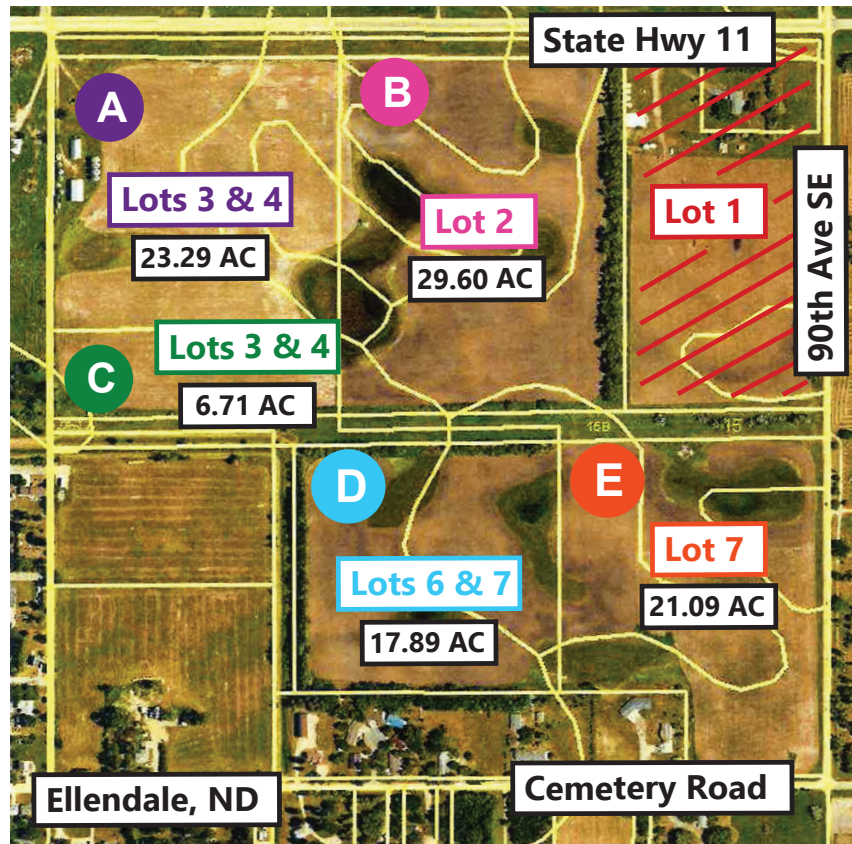 State Hwy 11
A
B
Lots 3 & 4
23.29 AC
Lot 2
29.60 AC
Lot 1
90th Ave SE
Lots 3 & 4
C
6.71 AC
15B
D
E
Lots 6 & 7
17.89 AC
Lot 7
21.09 AC
Ellendale, ND
Cemetery Road